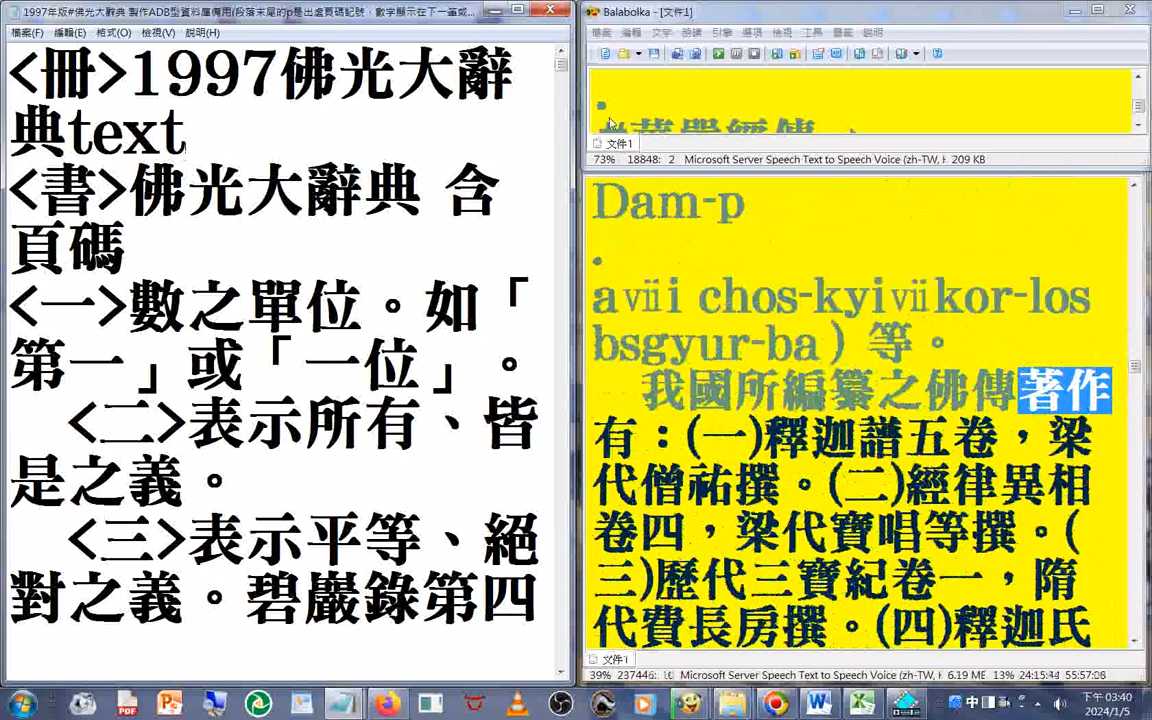 1997年版#佛光大辭典 製作ADB型資料庫備用(段落末尾的p是出處頁碼記號，數字顯示在下一筆或...
檔案(F) 編輯(E) 格式(O) 檢視(V) 說明(H)
<冊>1997佛光大辭
典text
<書>佛光大辭典 含
頁碼
<一>數之單位。如「
第一」或「一位」。
<二>表示所有、皆
是之義。
<三>表示平等、絕
對之義。碧巖錄第四
Balabolka - [文件1]
檔案 編輯 文字 朗讀 引擎 選項 檢視 工具 視窗 說明
文件1
73% 18848: 2 Microsoft Server Speech Text to Speech Voice (zh-TW, H 209 KB
Dam-p
.
aⅶi chos-kyiⅶkor-los
bsgyur-ba）等。
我國所編纂之佛傳著作
有：(一)釋迦譜五卷，梁
代僧祐撰。(二)經律異相
卷四，梁代寶唱等撰。(
三)歷代三寶紀卷一，隋
代費長房撰。(四)釋迦氏
文件1
39% 237446: 1( Microsoft Server Speech Text to Speech Voice (zh-TW, H 6.19 ME 13% 24:15:44 55:57:08
下午 03:40
2024/1/5